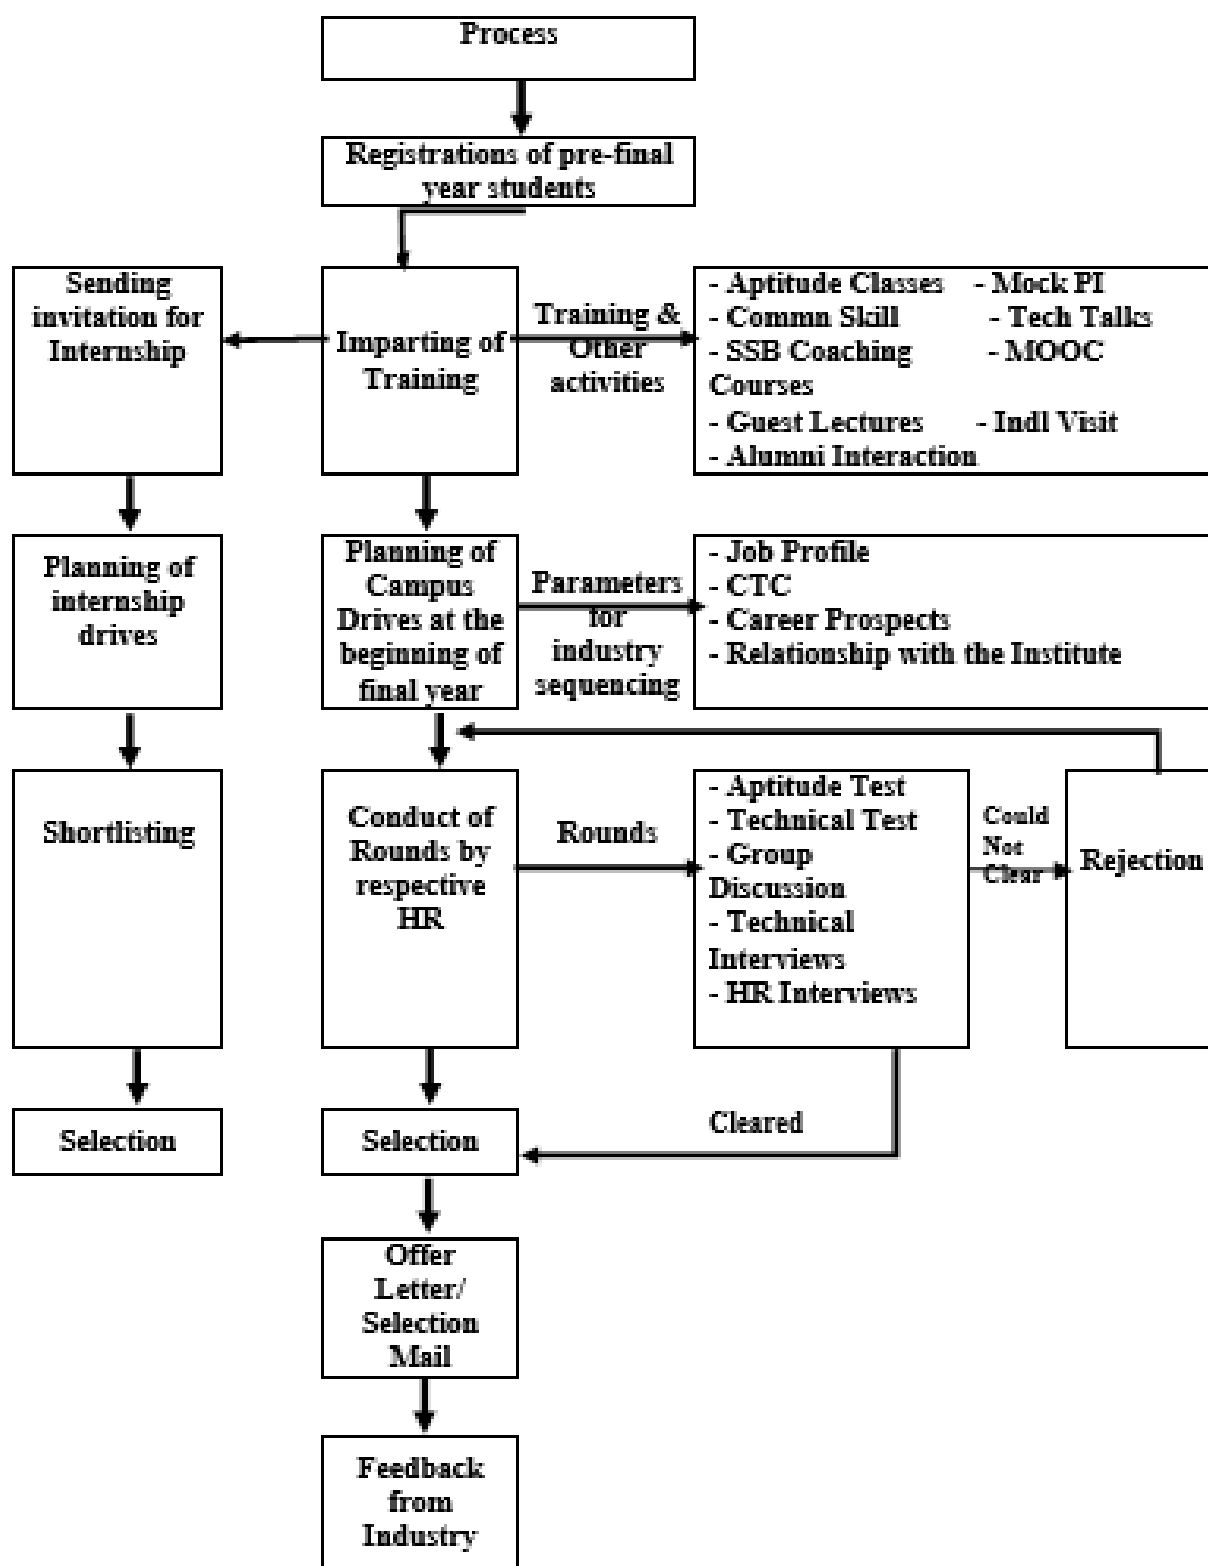 Process
Registrations of pre-final
year students
Sending
invitation for
Internship
Imparting of
Training
Training &
Other
activities
- Aptitude Classes - Mock PI
- Commn Skill - Tech Talks
- SSB Coaching - MOOC
Courses
- Guest Lectures - Indl Visit
- Alumni Interaction
Planning of
internship
drives
Planning of
Campus
Drives at the
beginning of
final year
Parameters
for
industry
sequencing
- Job Profile
- CTC
- Career Prospects
- Relationship with the Institute
Shortlisting
Conduct of
Rounds by
respective
HR
Rounds
- Aptitude Test
- Technical Test
- Group
Discussion
- Technical
Interviews
- HR Interviews
Could
Not
Clear
Rejection
Selection
Selection
Cleared
Offer
Letter/
Selection
Mail
Feedback
from
Industry